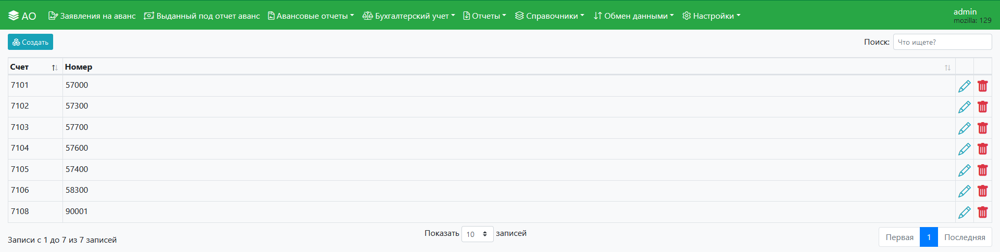 АО Заявления на аванс Выданный под отчет аванс Авансовые отчеты Бухгалтерский учет Отчеты Справочники Обмен данными Настройки admin
mozilla: 129
Создать Поиск: Что ищете?
Счет Номер
7101 57000
7102 57300
7103 57700
7104 57600
7105 57400
7106 58300
7108 90001
Показать 10 записей
Записи с 1 до 7 из 7 записей Первая 1 Последняя